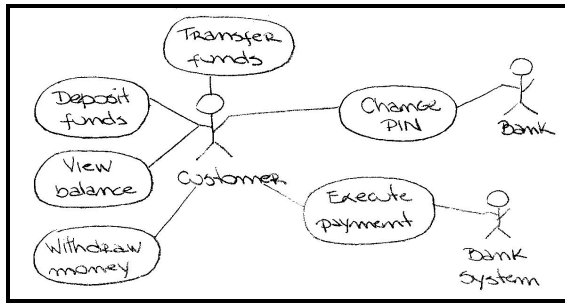 Transfer
funds
Deposit
funds
Change
PIN
Bank
View
balance
Customer
Execute
payment
Withdraw
money
Bank
System